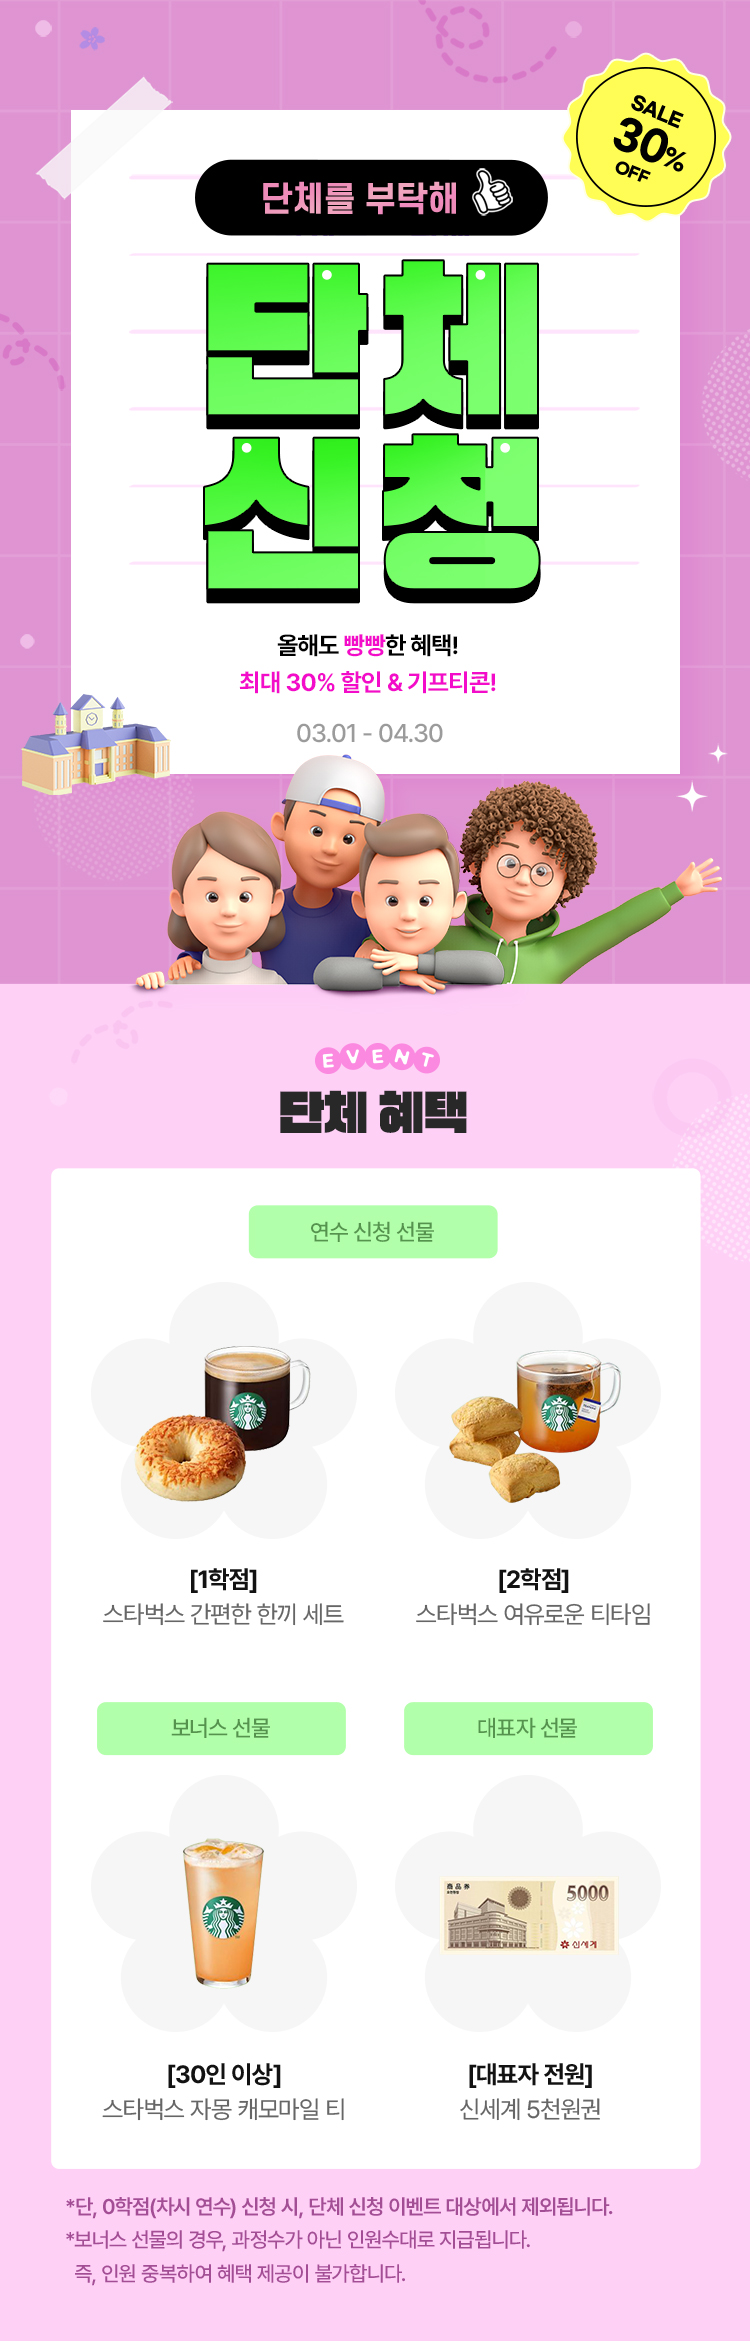 SALE
30%
OFF
단체를 부탁해
단체
신청
올해도 빵빵한 혜택!
최대 30% 할인 & 기프티콘!
03.01 - 04.30
EVENT
단체 혜택
연수 신청 선물
[1학점]
스타벅스 간편한 한끼 세트
[2학점]
스타벅스 여유로운 티타임
보너스 선물
대표자 선물
商品券
5000
신세계
[30인 이상]
스타벅스 자몽 캐모마일 티
[대표자 전원]
신세계 5천원권
*단, 0학점(차시 연수) 신청 시, 단체 신청 이벤트 대상에서 제외됩니다.
*보너스 선물의 경우, 과정수가 아닌 인원수대로 지급됩니다.
즉, 인원 중복하여 혜택 제공이 불가합니다.